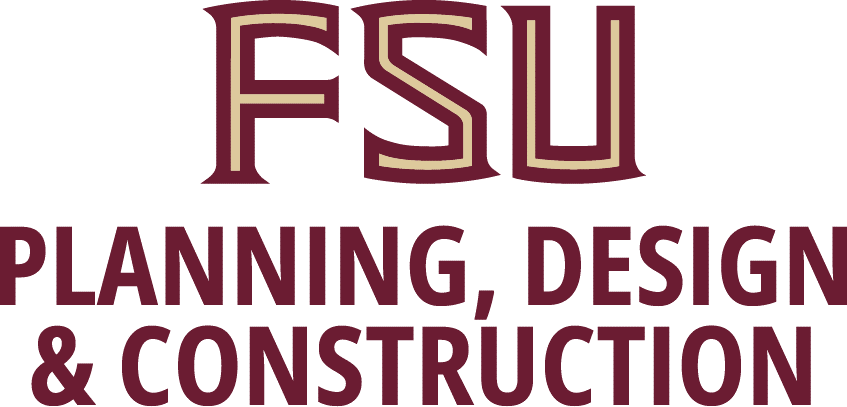 FSU
PLANNING, DESIGN
& CONSTRUCTION